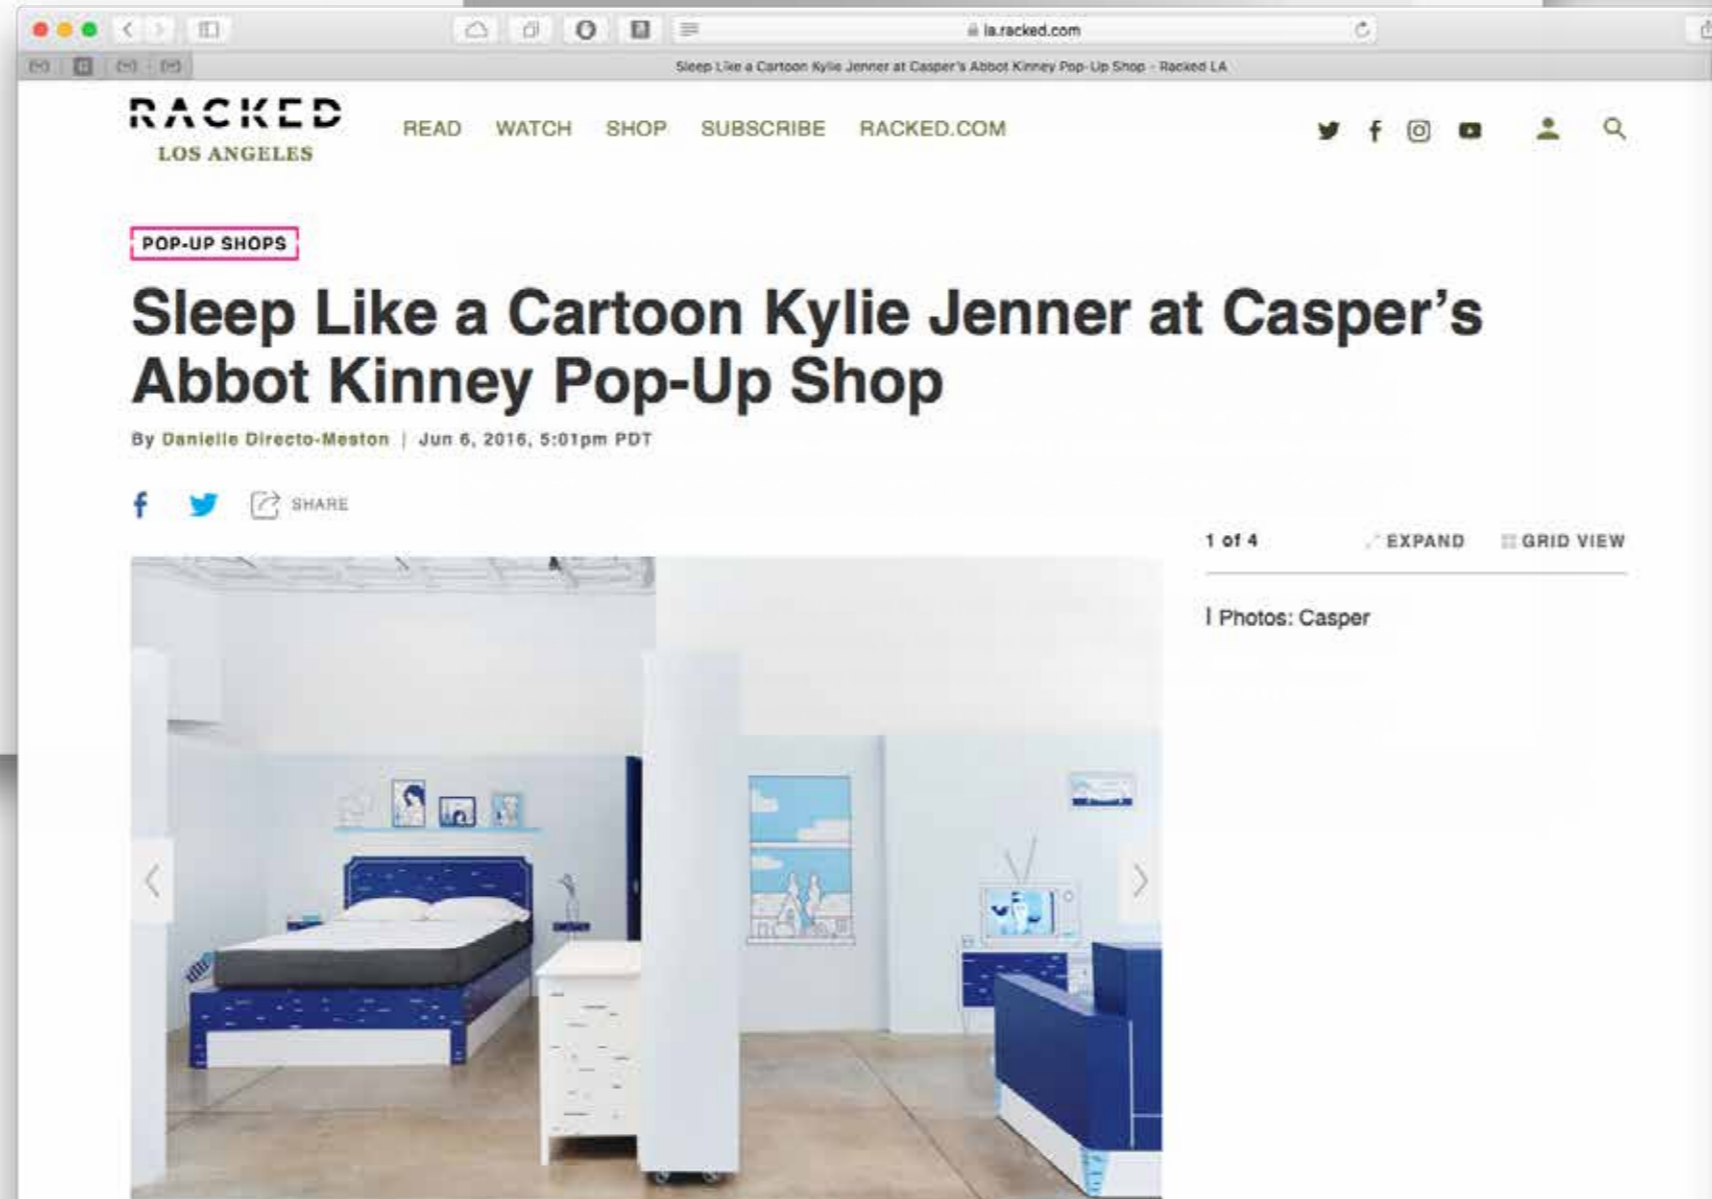 la.racked.com
Sleep Like a Cartoon Kylie Jenner at Casper's Abbot Kinney Pop-Up Shop - Racked LA
RACKED
LOS ANGELES
READ WATCH SHOP SUBSCRIBE RACKED.COM
POP-UP SHOPS
Sleep Like a Cartoon Kylie Jenner at Casper's
Abbot Kinney Pop-Up Shop
By Danielle Directo-Meston | Jun 6, 2016, 5:01pm PDT
SHARE
1 of 4 EXPAND GRID VIEW
| Photos: Casper